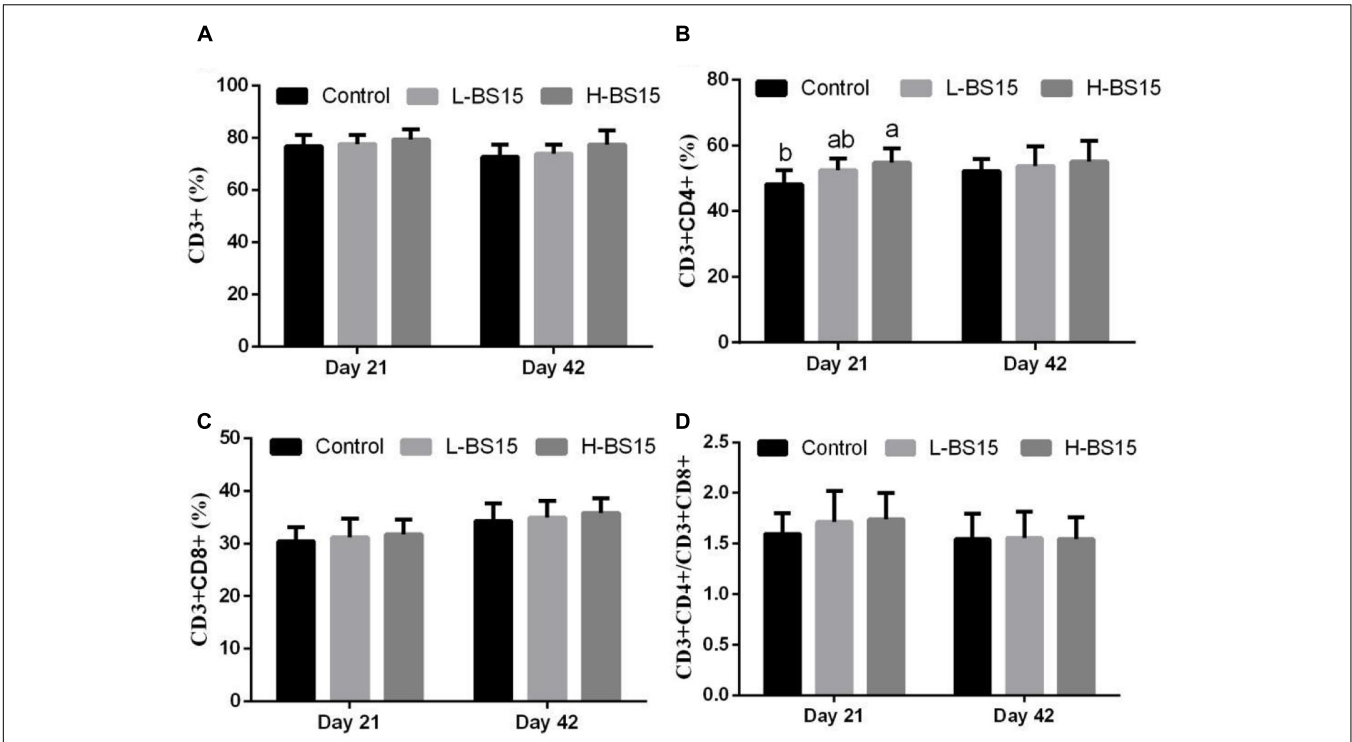 A
CD3+ (%)
100
80
60
40
20
0
Control L-BS15 H-BS15
Day 21 Day 42
B
CD3+CD4+ (%)
80
60
40
20
0
Control L-BS15 H-BS15
b ab a
Day 21 Day 42
C
CD3+CD8+ (%)
50
40
30
20
10
0
Control L-BS15 H-BS15
Day 21 Day 42
D
CD3+CD4+/CD3+CD8+
2.5
2.0
1.5
1.0
0.5
0.0
Control L-BS15 H-BS15
Day 21 Day 42